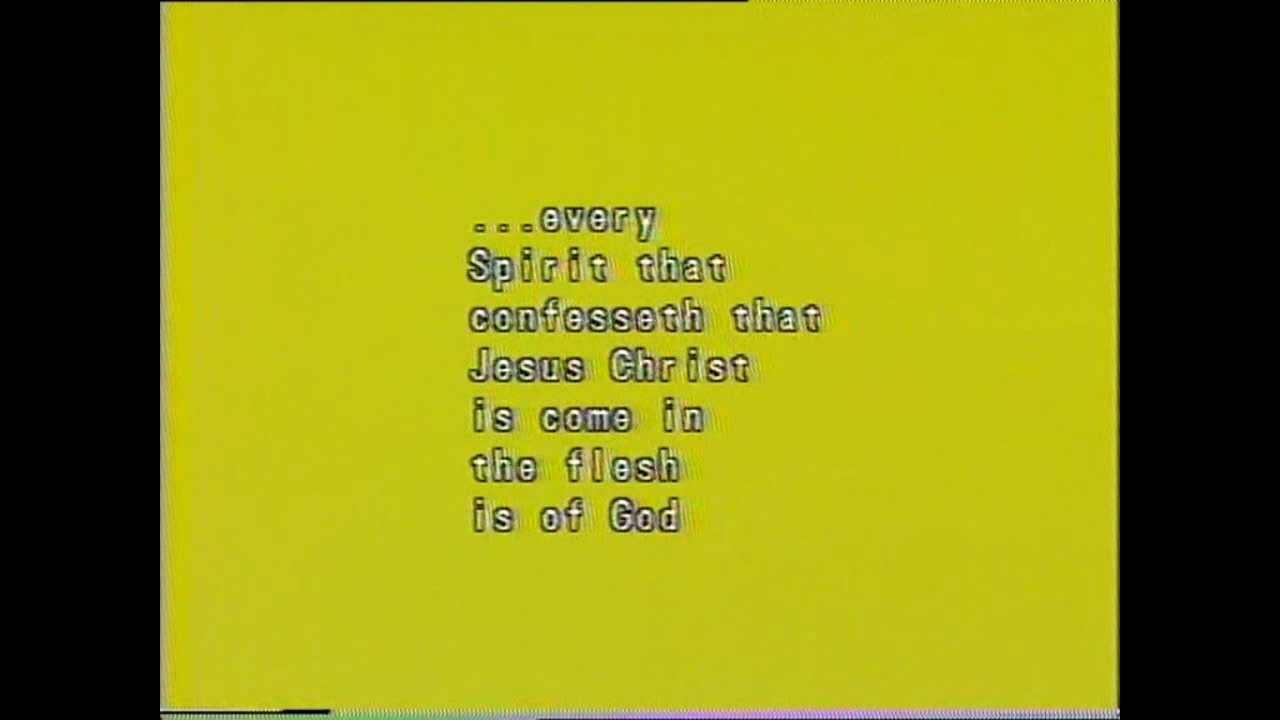 ...every
Spirit that
confesseth that
Jesus Christ
is come in
the flesh
is of God